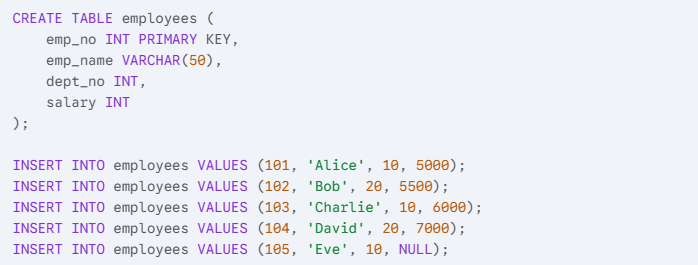 CREATE TABLE employees (
    emp_no INT PRIMARY KEY,
    emp_name VARCHAR(50),
    dept_no INT,
    salary INT
);

INSERT INTO employees VALUES (101, 'Alice', 10, 5000);
INSERT INTO employees VALUES (102, 'Bob', 20, 5500);
INSERT INTO employees VALUES (103, 'Charlie', 10, 6000);
INSERT INTO employees VALUES (104, 'David', 20, 7000);
INSERT INTO employees VALUES (105, 'Eve', 10, NULL);